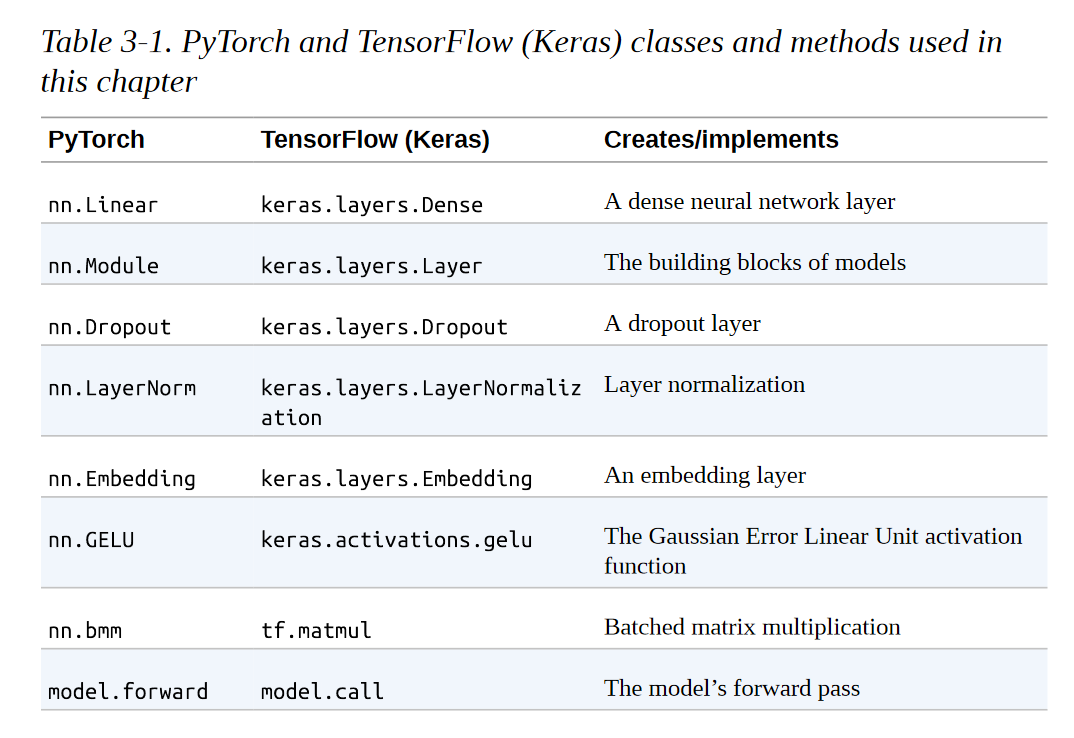 Table 3-1. PyTorch and TensorFlow (Keras) classes and methods used in
this chapter
PyTorch TensorFlow (Keras) Creates/implements
nn.Linear keras.layers.Dense A dense neural network layer
nn.Module keras.layers.Layer The building blocks of models
nn.Dropout keras.layers.Dropout A dropout layer
nn.LayerNorm keras.layers.LayerNormaliz Layer normalization
ation
nn.Embedding keras.layers.Embedding An embedding layer
nn.GELU keras.activations.gelu The Gaussian Error Linear Unit activation
function
nn.bmm tf.matmul Batched matrix multiplication
model.forward model.call The model’s forward pass